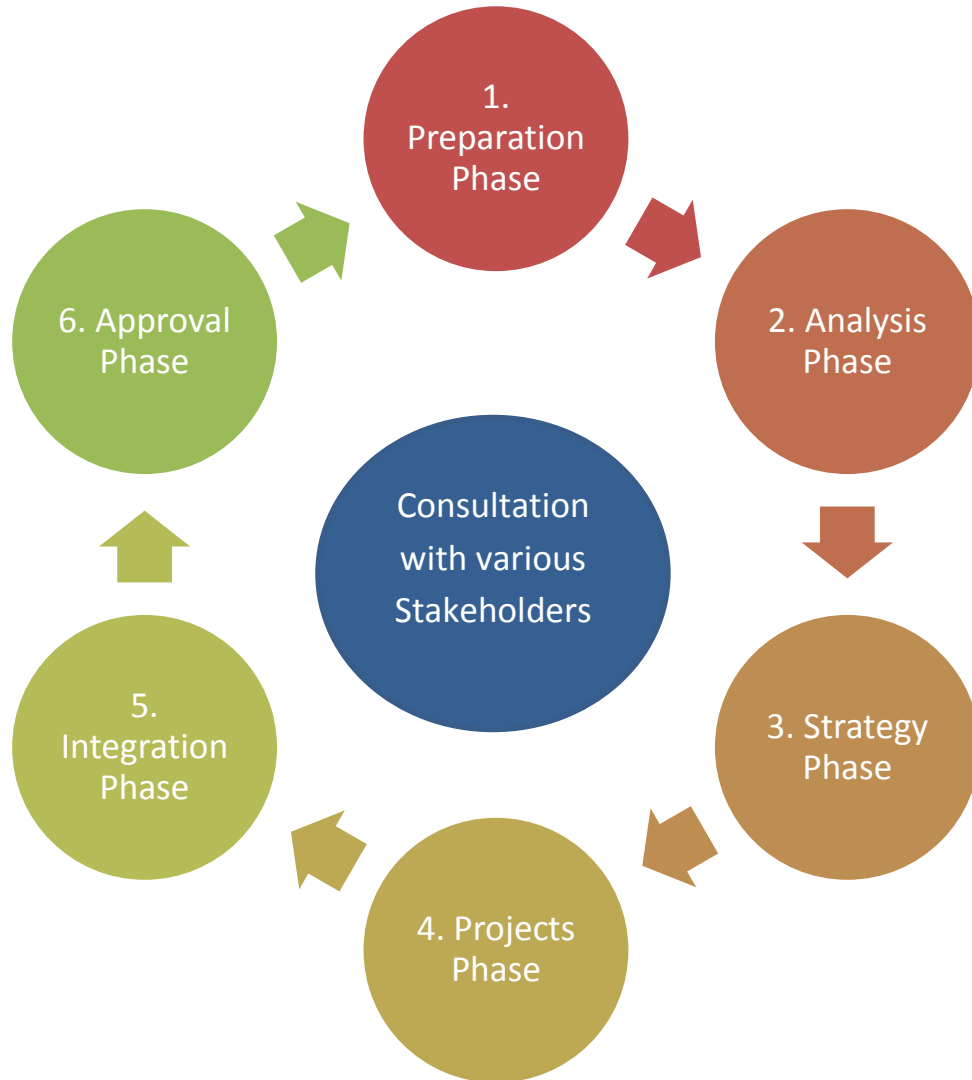 1.
Preparation
Phase
2. Analysis
Phase
3. Strategy
Phase
4. Projects
Phase
5.
Integration
Phase
6. Approval
Phase
Consultation
with various
Stakeholders